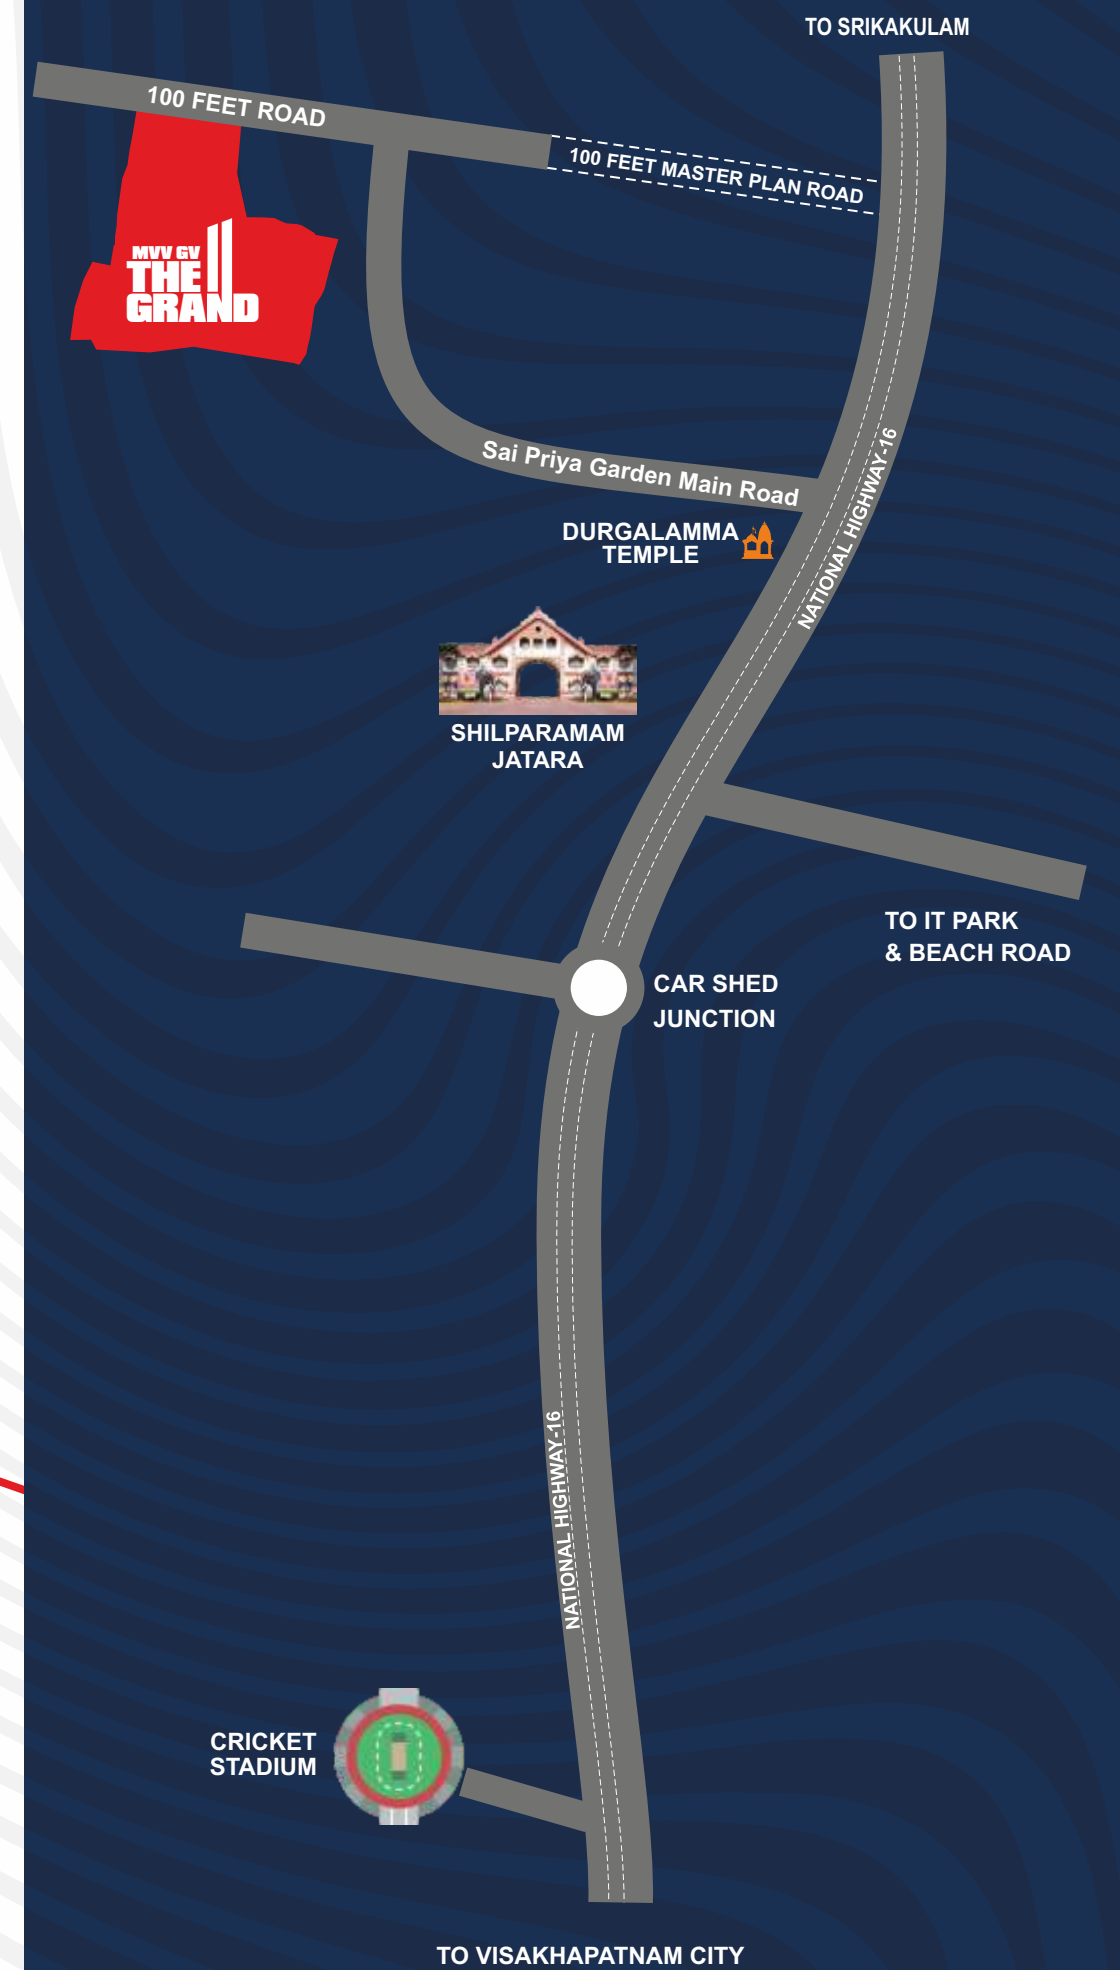 TO SRIKAKULAM
100 FEET ROAD
100 FEET MASTER PLAN ROAD
MVV GV
THE
GRAND
Sai Priya Garden Main Road
NATIONAL HIGHWAY-16
DURGALAMMA
TEMPLE
SHILPARAMAM
JATARA
TO IT PARK
& BEACH ROAD
CAR SHED
JUNCTION
NATIONAL HIGHWAY-16
CRICKET
STADIUM
TO VISAKHAPATNAM CITY